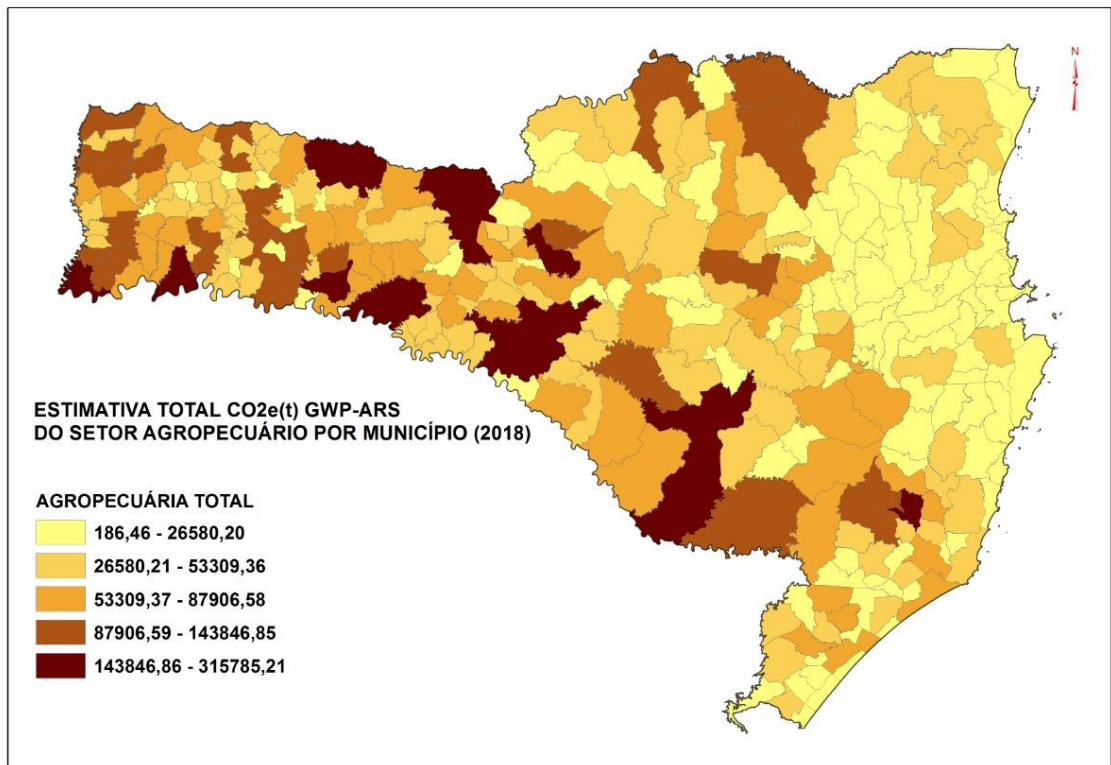 N
ESTIMATIVA TOTAL CO2e(t) GWP-ARS
DO SETOR AGROPECUÁRIO POR MUNICÍPIO (2018)
AGROPECUÁRIA TOTAL
186,46 - 26580,20
26580,21 - 53309,36
53309,37 - 87906,58
87906,59 - 143846,85
143846,86 - 315785,21